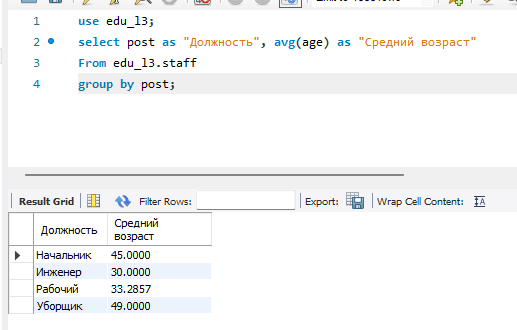 1 use edu_l3;
2 select post as "Должность", avg(age) as "Средний возраст"
3 From edu_l3.staff
4 group by post;
Result Grid Filter Rows: Export: Wrap Cell Content:
Должность Средний
возраст
Начальник 45.0000
Инженер 30.0000
Рабочий 33.2857
Уборщик 49.0000